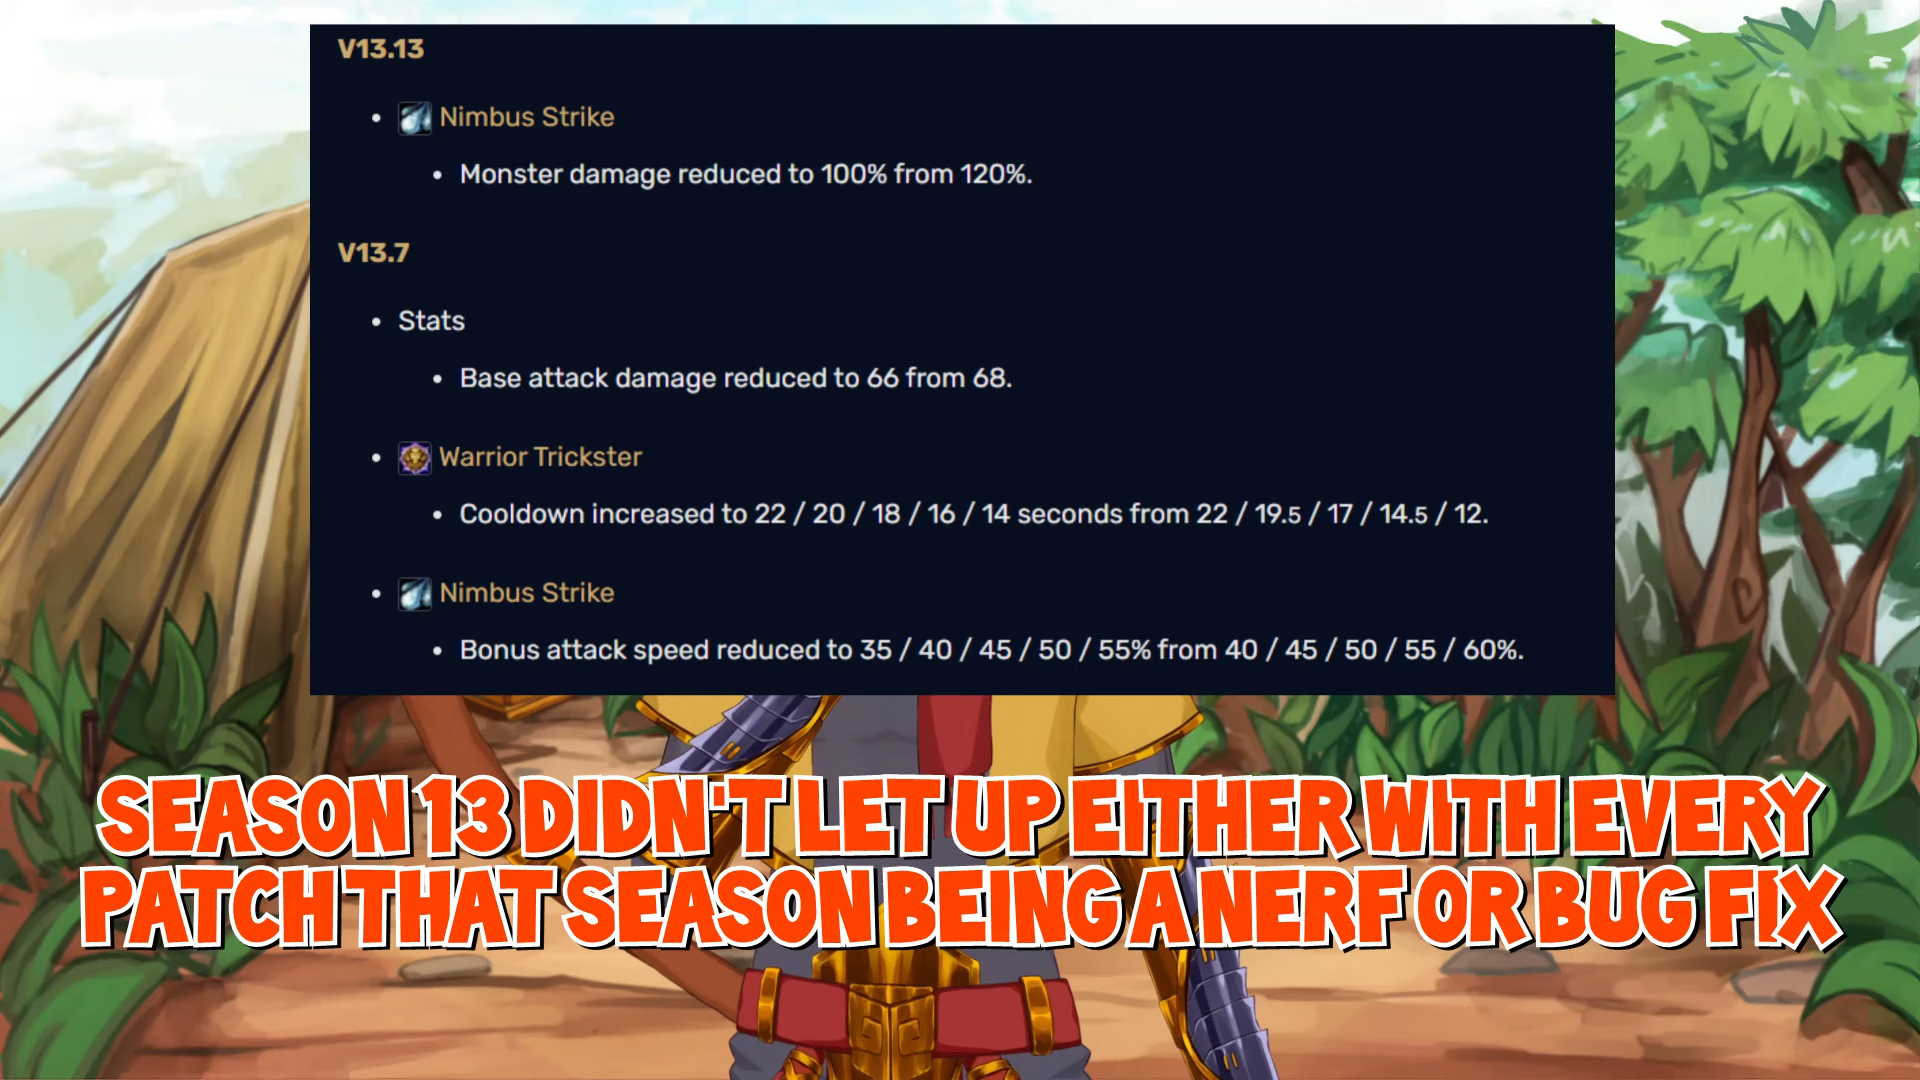 V13.13
Nimbus Strike
Monster damage reduced to 100% from 120%.
V13.7
Stats
Base attack damage reduced to 66 from 68.
Warrior Trickster
Cooldown increased to 22 / 20 / 18 / 16 / 14 seconds from 22 / 19.5 / 17 / 14.5 / 12.
Nimbus Strike
Bonus attack speed reduced to 35 / 40 / 45 / 50 / 55% from 40 / 45 / 50 / 55 / 60%.
SEASON 13 DIDN'T LET UP EITHER WITH EVERY
PATCH THAT SEASON BEING A NERF OR BUG FIX